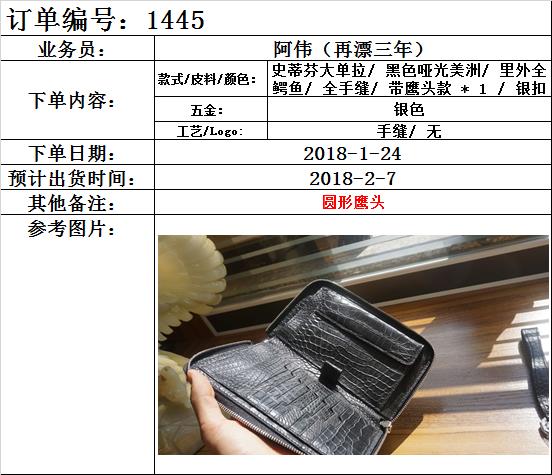 订单编号：1445
业务员：
阿伟（再漂三年）
下单内容：
款式/皮料/颜色：
史蒂芬大单拉/ 黑色哑光美洲/ 里外全
鳄鱼/ 全手缝/ 带鹰头款 * 1 / 银扣
五金：
银色
工艺/Logo:
手缝/ 无
下单日期：
2018-1-24
预计出货时间：
2018-2-7
其他备注：
圆形鹰头
参考图片：